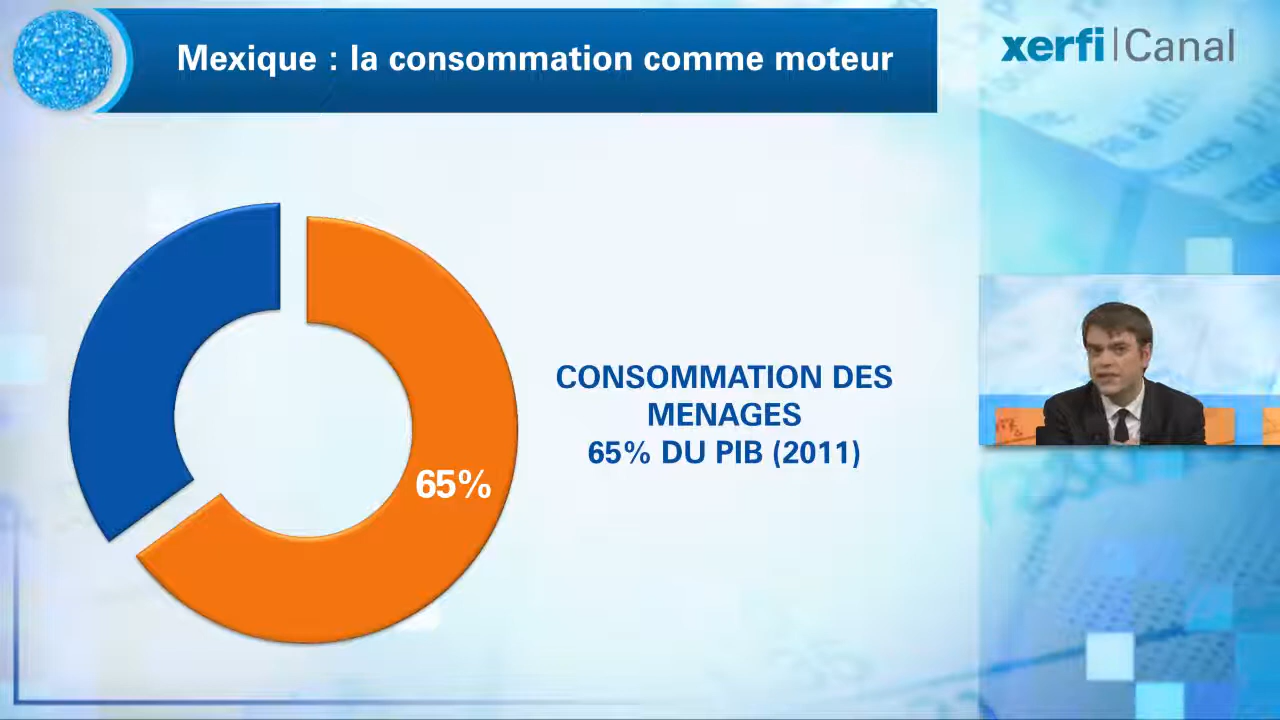 Mexique : la consommation comme moteur
xerfi|Canal
65%
CONSOMMATION DES
MENAGES
65% DU PIB (2011)